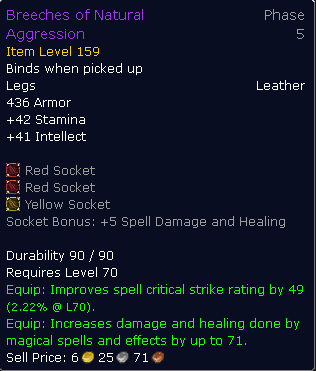 Breeches of Natural Aggression Phase 5
Item Level 159
Binds when picked up
Legs Leather
436 Armor
+42 Stamina
+41 Intellect
Red Socket
Red Socket
Yellow Socket
Socket Bonus: +5 Spell Damage and Healing
Durability 90 / 90
Requires Level 70
Equip: Improves spell critical strike rating by 49
(2.22% @ L70).
Equip: Increases damage and healing done by
magical spells and effects by up to 71.
Sell Price: 6 25 71